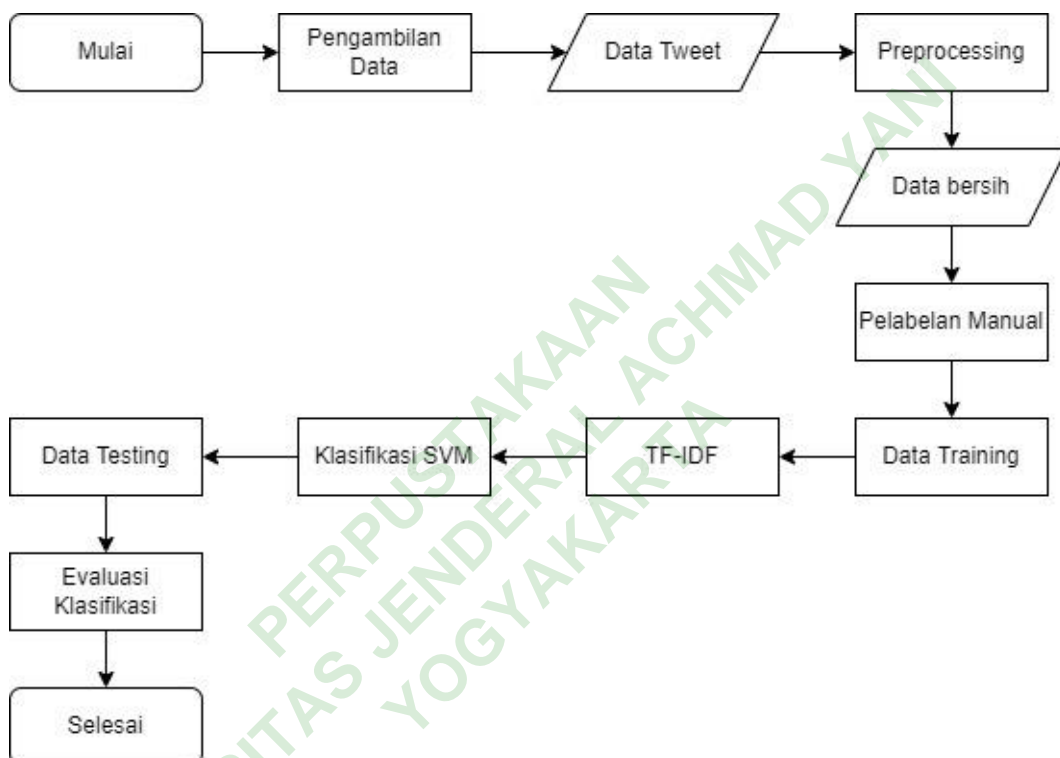 Mulai
Pengambilan
Data
Data Tweet
Preprocessing
Data bersih
Pelabelan Manual
Data Training
TF-IDF
Klasifikasi SVM
Data Testing
Evaluasi
Klasifikasi
Selesai
PERPUSTAKAAN
ITAS JENDERAL ACHMAD YANI
YOGYAKARTA